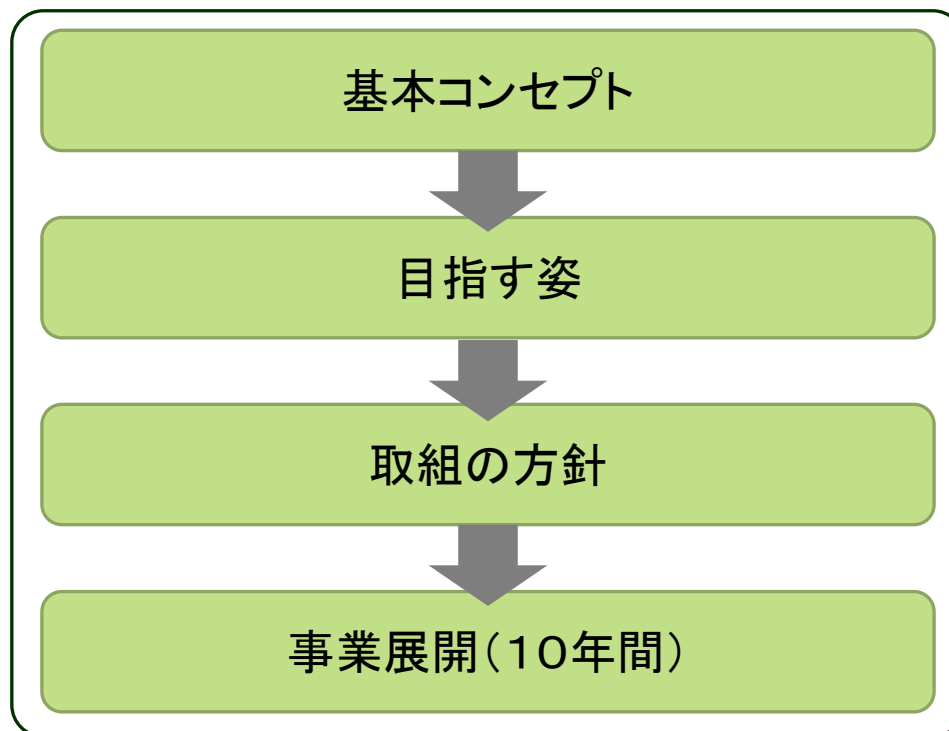 基本コンセプト
目指す姿
取組の方針
事業展開（１０年間）